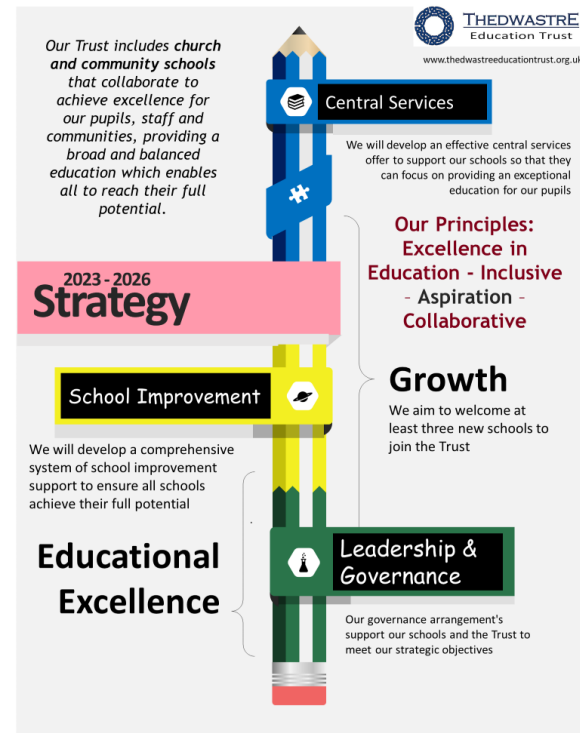 THEDWASTRE
Education Trust
www.thedwastreeducationtrust.org.uk
Our Trust includes church
and community schools
that collaborate to
achieve excellence for
our pupils, staff and
communities, providing a
broad and balanced
education which enables
all to reach their full
potential.
Central Services
We will develop an effective central services
offer to support our schools so that they
can focus on providing an exceptional
education for our pupils
Our Principles:
Excellence in
Education - Inclusive
- Aspiration –
Collaborative
2023 - 2026
Strategy
Growth
We aim to welcome at
least three new schools to
join the Trust
School Improvement
We will develop a comprehensive
system of school improvement
support to ensure all schools
achieve their full potential
Educational
Excellence
Leadership &
Governance
Our governance arrangement's
support our schools and the Trust to
meet our strategic objectives